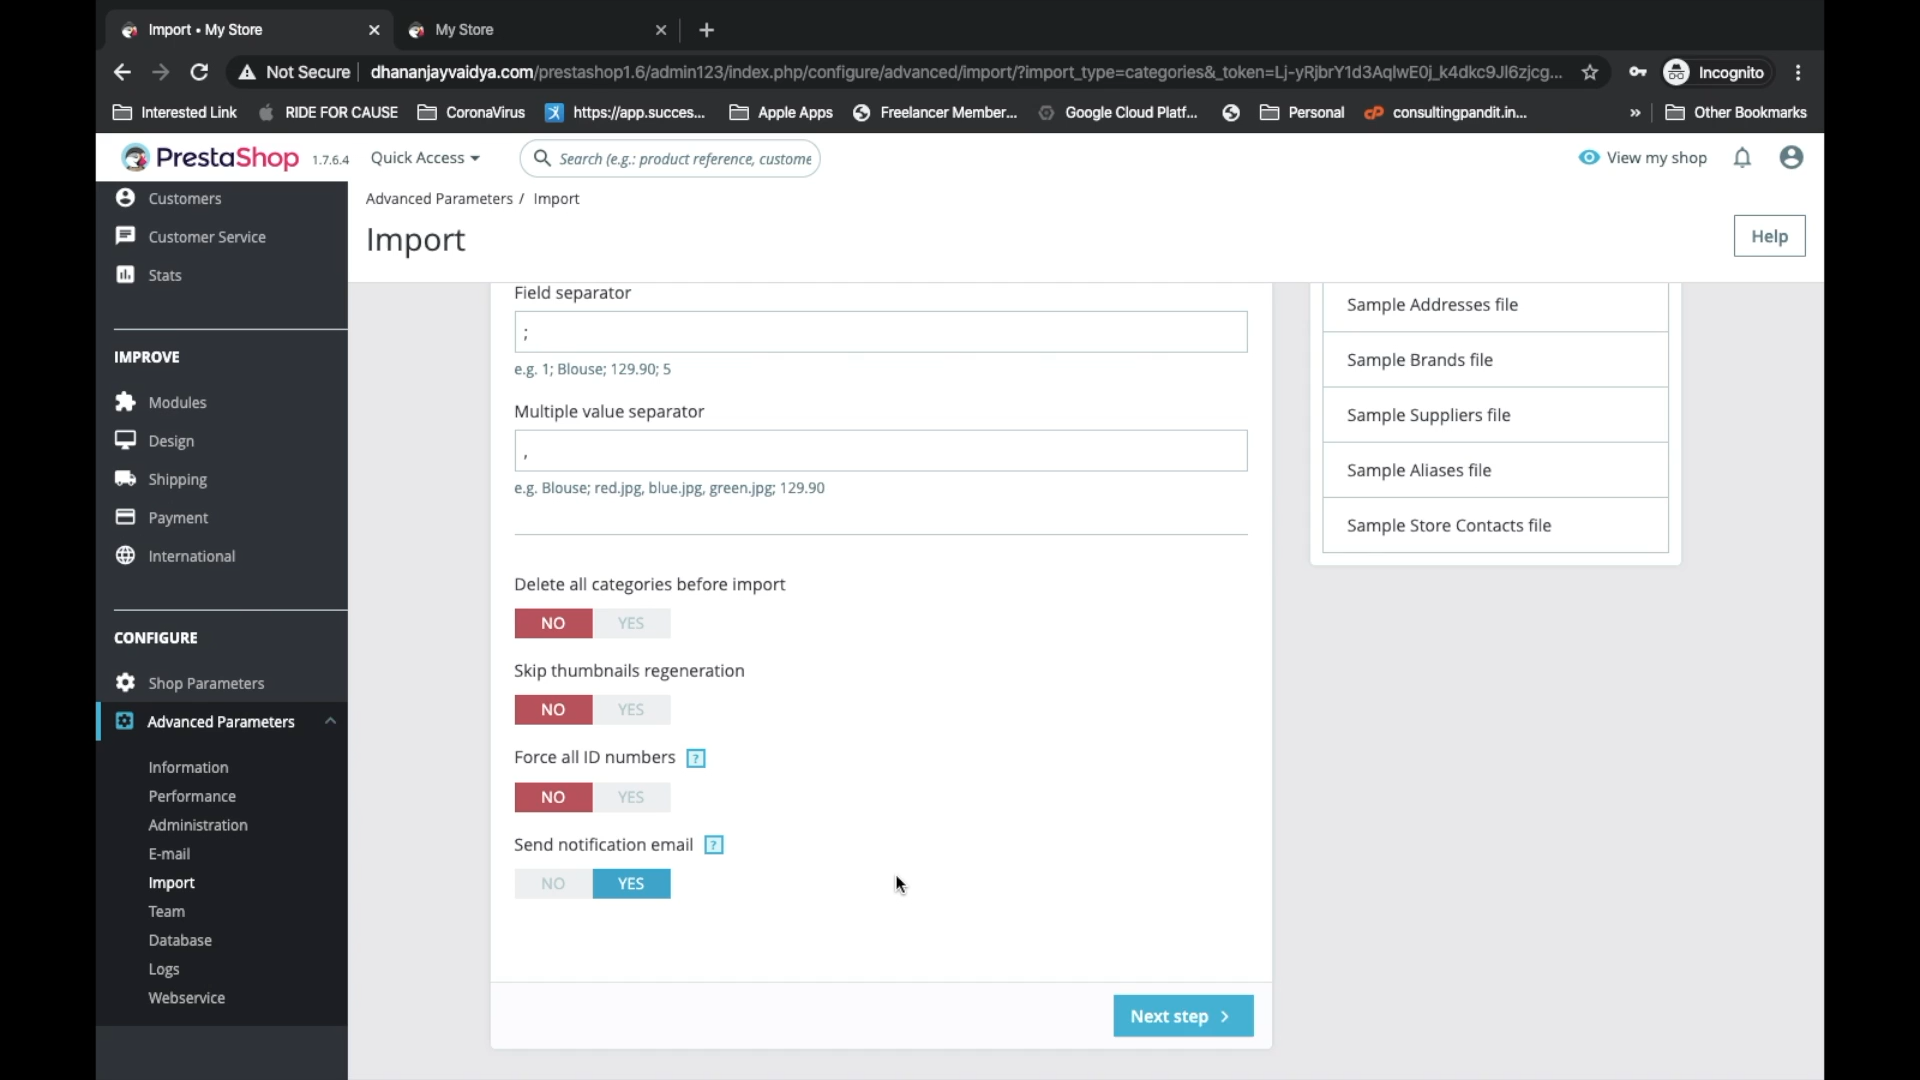 Import • My Store
My Store
Not Secure
dhananjayvaidya.com/prestashop1.6/admin123/index.php/configure/advanced/import/?import_type=categories&_token=Lj-yRjbrY1d3AqlwE0j_k4dkc9Jl6zjcg...
Incognito
Interested Link
RIDE FOR CAUSE
CoronaVirus
https://app.succes...
Apple Apps
Freelancer Member...
Google Cloud Platf...
Personal
consultingpandit.in...
»
Other Bookmarks
PrestaShop
1.7.6.4
Quick Access
Search (e.g.: product reference, custome
View my shop
Customers
Customer Service
Stats
IMPROVE
Modules
Design
Shipping
Payment
International
CONFIGURE
Shop Parameters
Advanced Parameters
Information
Performance
Administration
E-mail
Import
Team
Database
Logs
Webservice
Advanced Parameters / Import
Import
Help
Field separator
;
e.g. 1; Blouse; 129.90; 5
Multiple value separator
,
e.g. Blouse; red.jpg, blue.jpg, green.jpg; 129.90
Delete all categories before import
NO YES
Skip thumbnails regeneration
NO YES
Force all ID numbers ?
NO YES
Send notification email ?
NO YES
Next step
Sample Addresses file
Sample Brands file
Sample Suppliers file
Sample Aliases file
Sample Store Contacts file